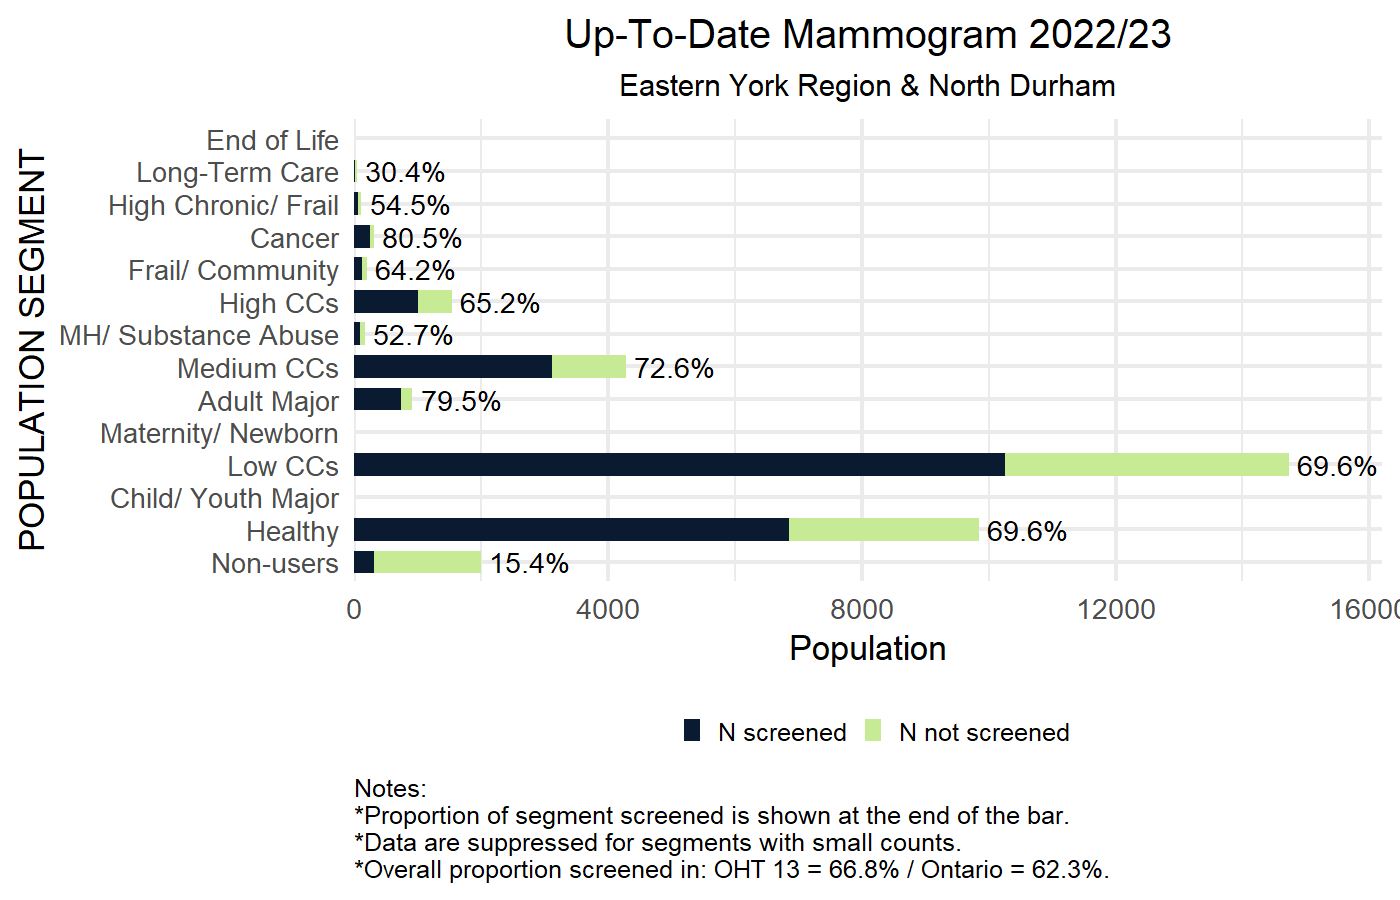 Up-To-Date Mammogram 2022/23
Eastern York Region & North Durham
POPULATION SEGMENT
End of Life
Long-Term Care 30.4%
High Chronic/ Frail 54.5%
Cancer 80.5%
Frail/ Community 64.2%
High CCs 65.2%
MH/ Substance Abuse 52.7%
Medium CCs 72.6%
Adult Major 79.5%
Maternity/ Newborn
Low CCs 69.6%
Child/ Youth Major
Healthy 69.6%
Non-users 15.4%
0 4000 8000 12000 16000
Population
N screened N not screened
Notes:
*Proportion of segment screened is shown at the end of the bar.
*Data are suppressed for segments with small counts.
*Overall proportion screened in: OHT 13 = 66.8% / Ontario = 62.3%.